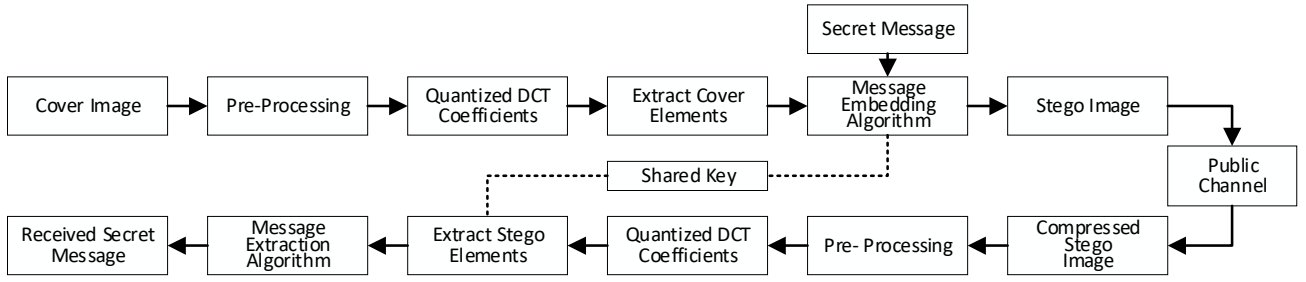 Secret Message
Cover Image
Pre-Processing
Quantized DCT
Coefficients
Extract Cover
Elements
Message
Embedding
Algorithm
Stego Image
Shared Key
Public
Channel
Received Secret
Message
Message
Extraction
Algorithm
Extract Stego
Elements
Quantized DCT
Coefficients
Pre- Processing
Compressed
Stego
Image